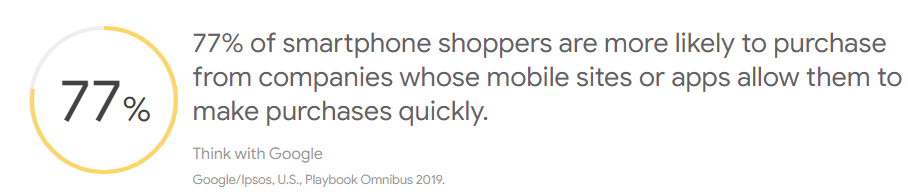 77%
77% of smartphone shoppers are more likely to purchase
from companies whose mobile sites or apps allow them to
make purchases quickly.
Think with Google
Google/Ipsos, U.S., Playbook Omnibus 2019.